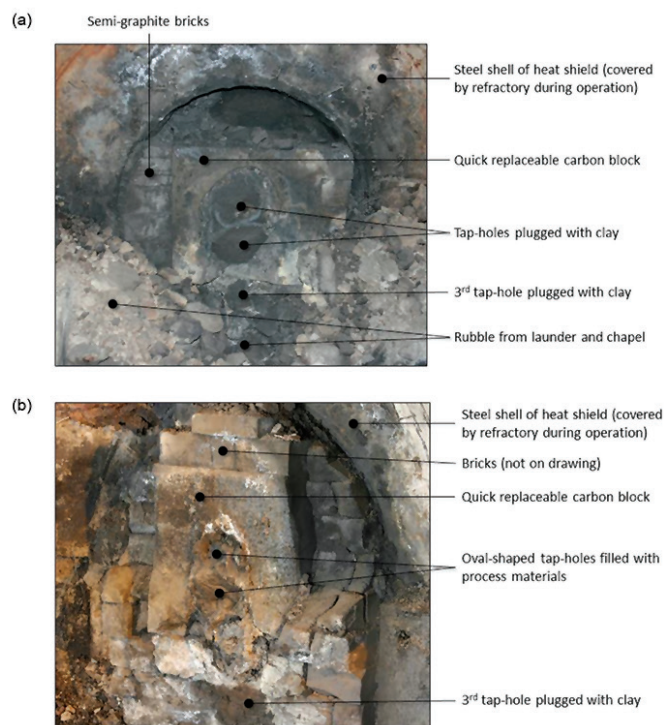 (a)
Semi-graphite bricks
Steel shell of heat shield (covered
by refractory during operation)
Quick replaceable carbon block
Tap-holes plugged with clay
3rd tap-hole plugged with clay
Rubble from launder and chapel
(b)
Steel shell of heat shield (covered
by refractory during operation)
Bricks (not on drawing)
Quick replaceable carbon block
Oval-shaped tap-holes filled with
process materials
3rd tap-hole plugged with clay